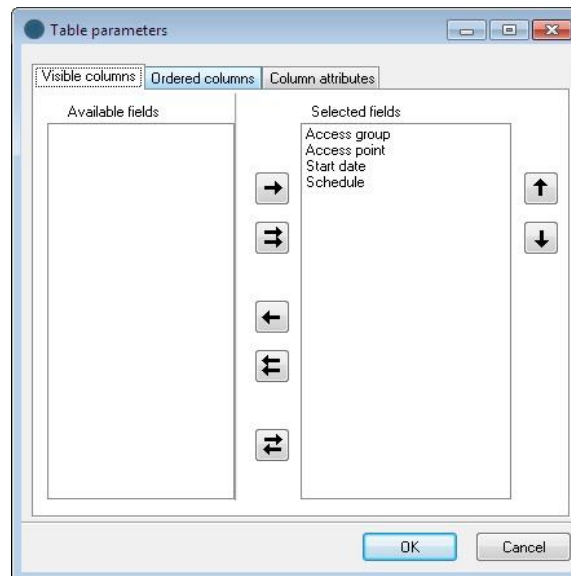 Table parameters
Visible columns
Ordered columns
Column attributes
Available fields
Selected fields
Access group
Access point
Start date
Schedule
OK
Cancel